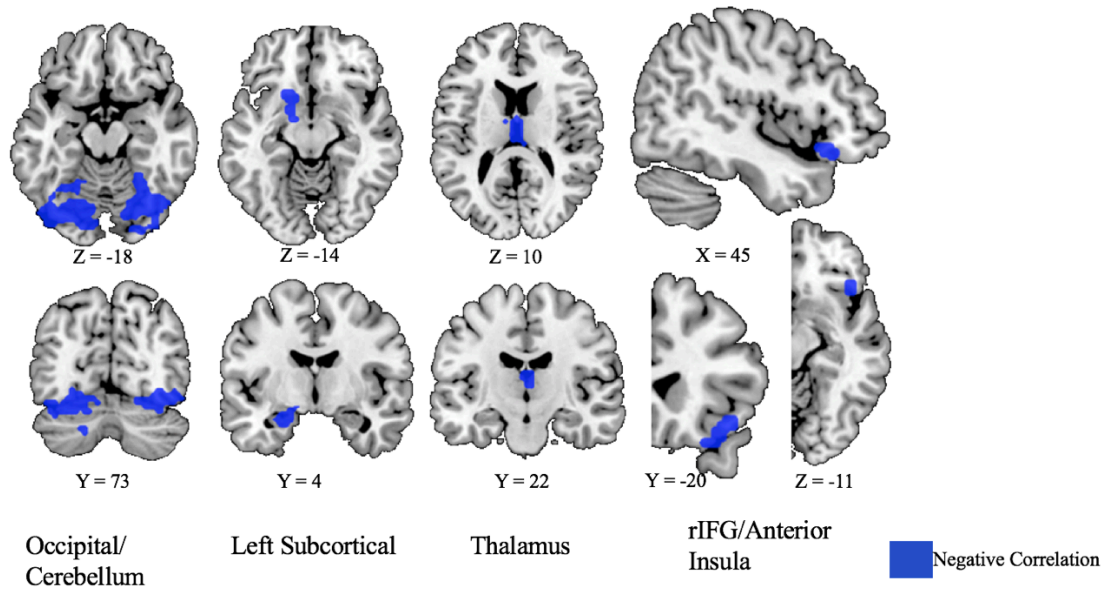 Z = -18
Z = -14
Z = 10
X = 45
Y = 73
Y = 4
Y = 22
Y = -20
Z = -11
Occipital/
Cerebellum
Left Subcortical
Thalamus
rIFG/Anterior
Insula
Negative Correlation